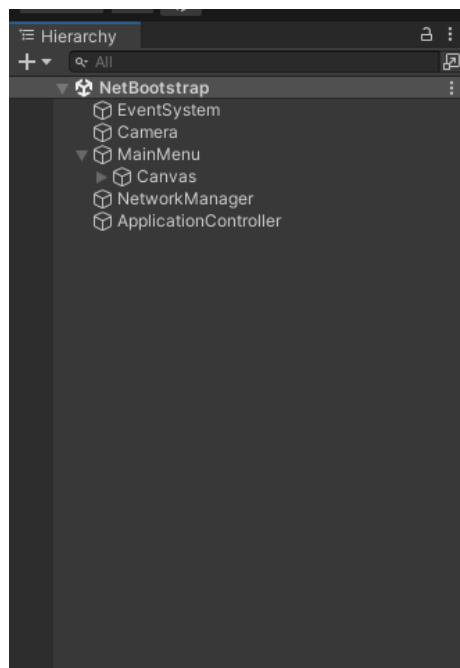 Hierarchy
All
NetBootstrap
EventSystem
Camera
MainMenu
Canvas
NetworkManager
ApplicationController